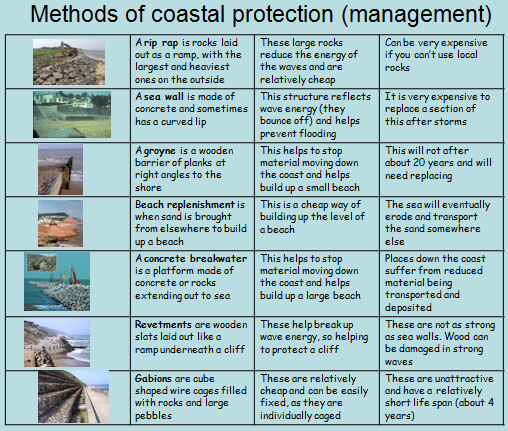 Methods of coastal protection (management)
A rip rap is rocks laid
out as a ramp, with the
largest and heaviest
ones on the outside
These large rocks
reduce the energy of
the waves and are
relatively cheap
Can be very expensive
if you can't use local
rocks
A sea wall is made of
concrete and sometimes
has a curved lip
This structure reflects
wave energy (they
bounce off) and helps
prevent flooding
It is very expensive to
replace a section of
this after storms
A groyne is a wooden
barrier of planks at
right angles to the
shore
This helps to stop
material moving down
the coast and helps
build up a small beach
This will rot after
about 20 years and will
need replacing
Beach replenishment is
when sand is brought
from elsewhere to build
up a beach
This is a cheap way of
building up the level of
a beach
The sea will eventually
erode and transport
the sand somewhere
else
A concrete breakwater
is a platform made of
concrete or rocks
extending out to sea
This helps to stop
material moving down
the coast and helps
build up a large beach
Places down the coast
suffer from reduced
material being
transported and
deposited
Revetments are wooden
slats laid out like a
ramp underneath a cliff
These help break up
wave energy, so helping
to protect a cliff
These are not as strong
as sea walls. Wood can
be damaged in strong
waves
Gabions are cube
shaped wire cages filled
with rocks and large
pebbles
These are relatively
cheap and can be easily
fixed, as they are
individually caged
These are unattractive
and have a relatively
short life span (about 4
years)